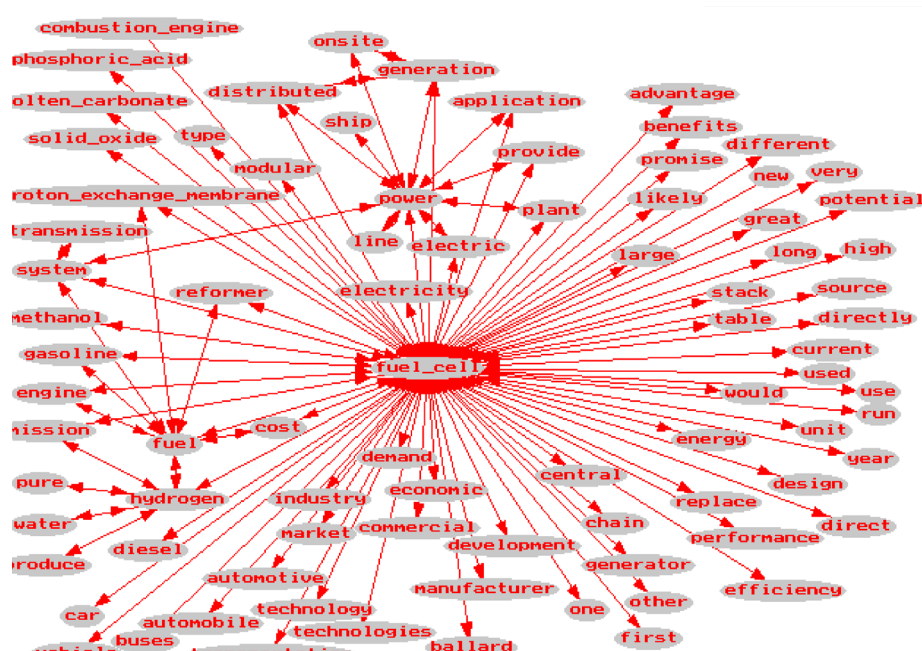 combustion_engine
onsite
phosphoric_acid
generation
distributed
advantage
olten_carbonate
application
ship
benefits
solid_oxide
type
different
provide
promise
modular
very
new
roton_exchange_membrane
power
likely
potential
plant
great
transmission
line
electric
high
long
large
system
reformer
electricity
stack
source
methanol
table
directly
gasoline
current
fuel_cell
used
engine
would
use
run
mission
cost
unit
fuel
energy
demand
year
central
pure
economic
design
hydrogen
industry
replace
water
commercial
chain
direct
market
performance
diesel
development
roduce
generator
automotive
manufacturer
efficiency
other
car
technology
one
automobile
technologies
first
buses
ballard